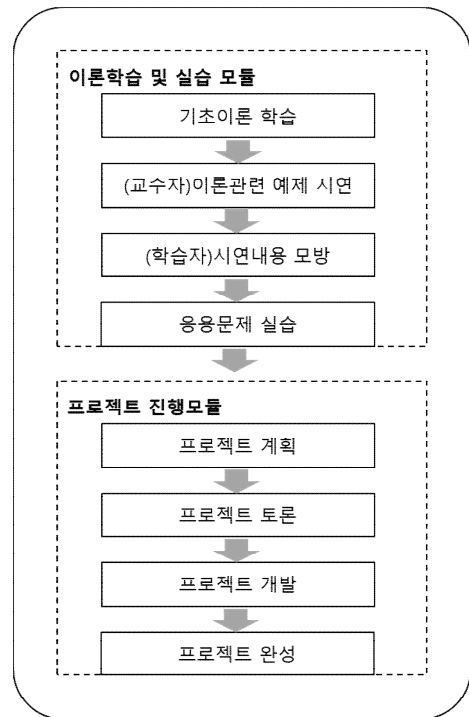 이론학습 및 실습 모듈
기초이론 학습
(교수자)이론관련 예제 시연
(학습자)시연내용 모방
응용문제 실습
프로젝트 진행모듈
프로젝트 계획
프로젝트 토론
프로젝트 개발
프로젝트 완성